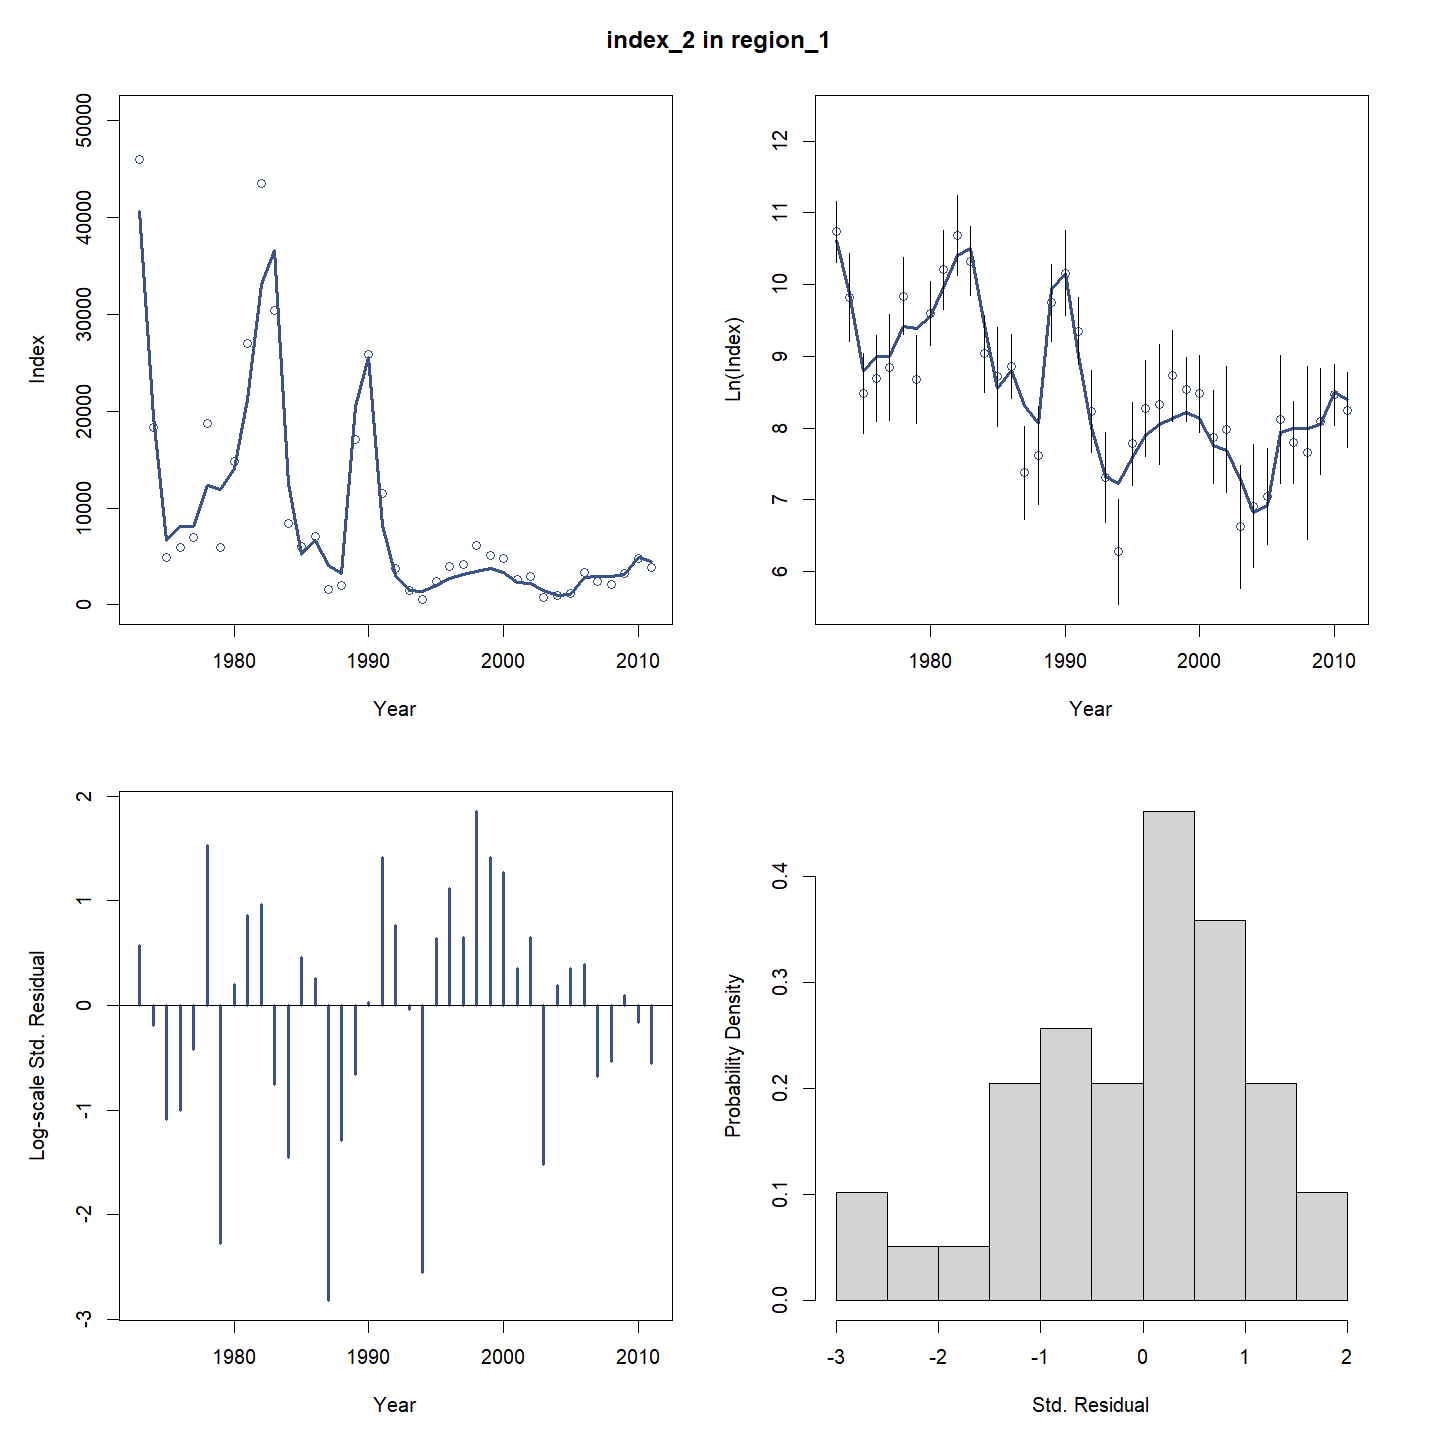 index_2 in region_1
50000
40000
30000
20000
10000
0
Index
1980 1990 2000 2010
Year
12
11
10
9
8
7
6
Ln(Index)
1980 1990 2000 2010
Year
2
1
0
-1
-2
-3
Log-scale Std. Residual
1980 1990 2000 2010
Year
0.4
0.3
0.2
0.1
0.0
Probability Density
-3 -2 -1 0 1 2
Std. Residual